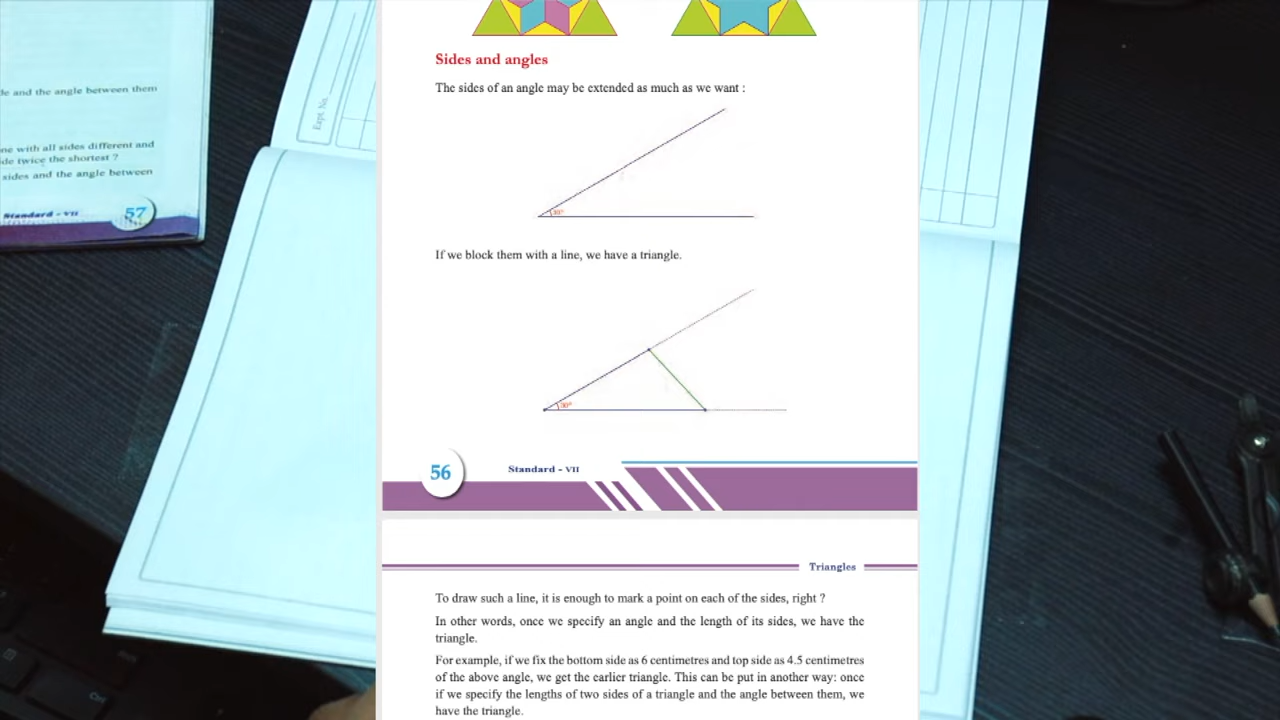 Sides and angles
The sides of an angle may be extended as much as we want :
30°
If we block them with a line, we have a triangle.
30°
56
Standard - VII
Triangles
To draw such a line, it is enough to mark a point on each of the sides, right ?
In other words, once we specify an angle and the length of its sides, we have the
triangle.
For example, if we fix the bottom side as 6 centimetres and top side as 4.5 centimetres
of the above angle, we get the earlier triangle. This can be put in another way: once
if we specify the lengths of two sides of a triangle and the angle between them, we
have the triangle.
and the angle between them
with all sides different and
twice the shortest ?
sides and the angle between
Standard - VII
57
Expt. No.
Ctrl